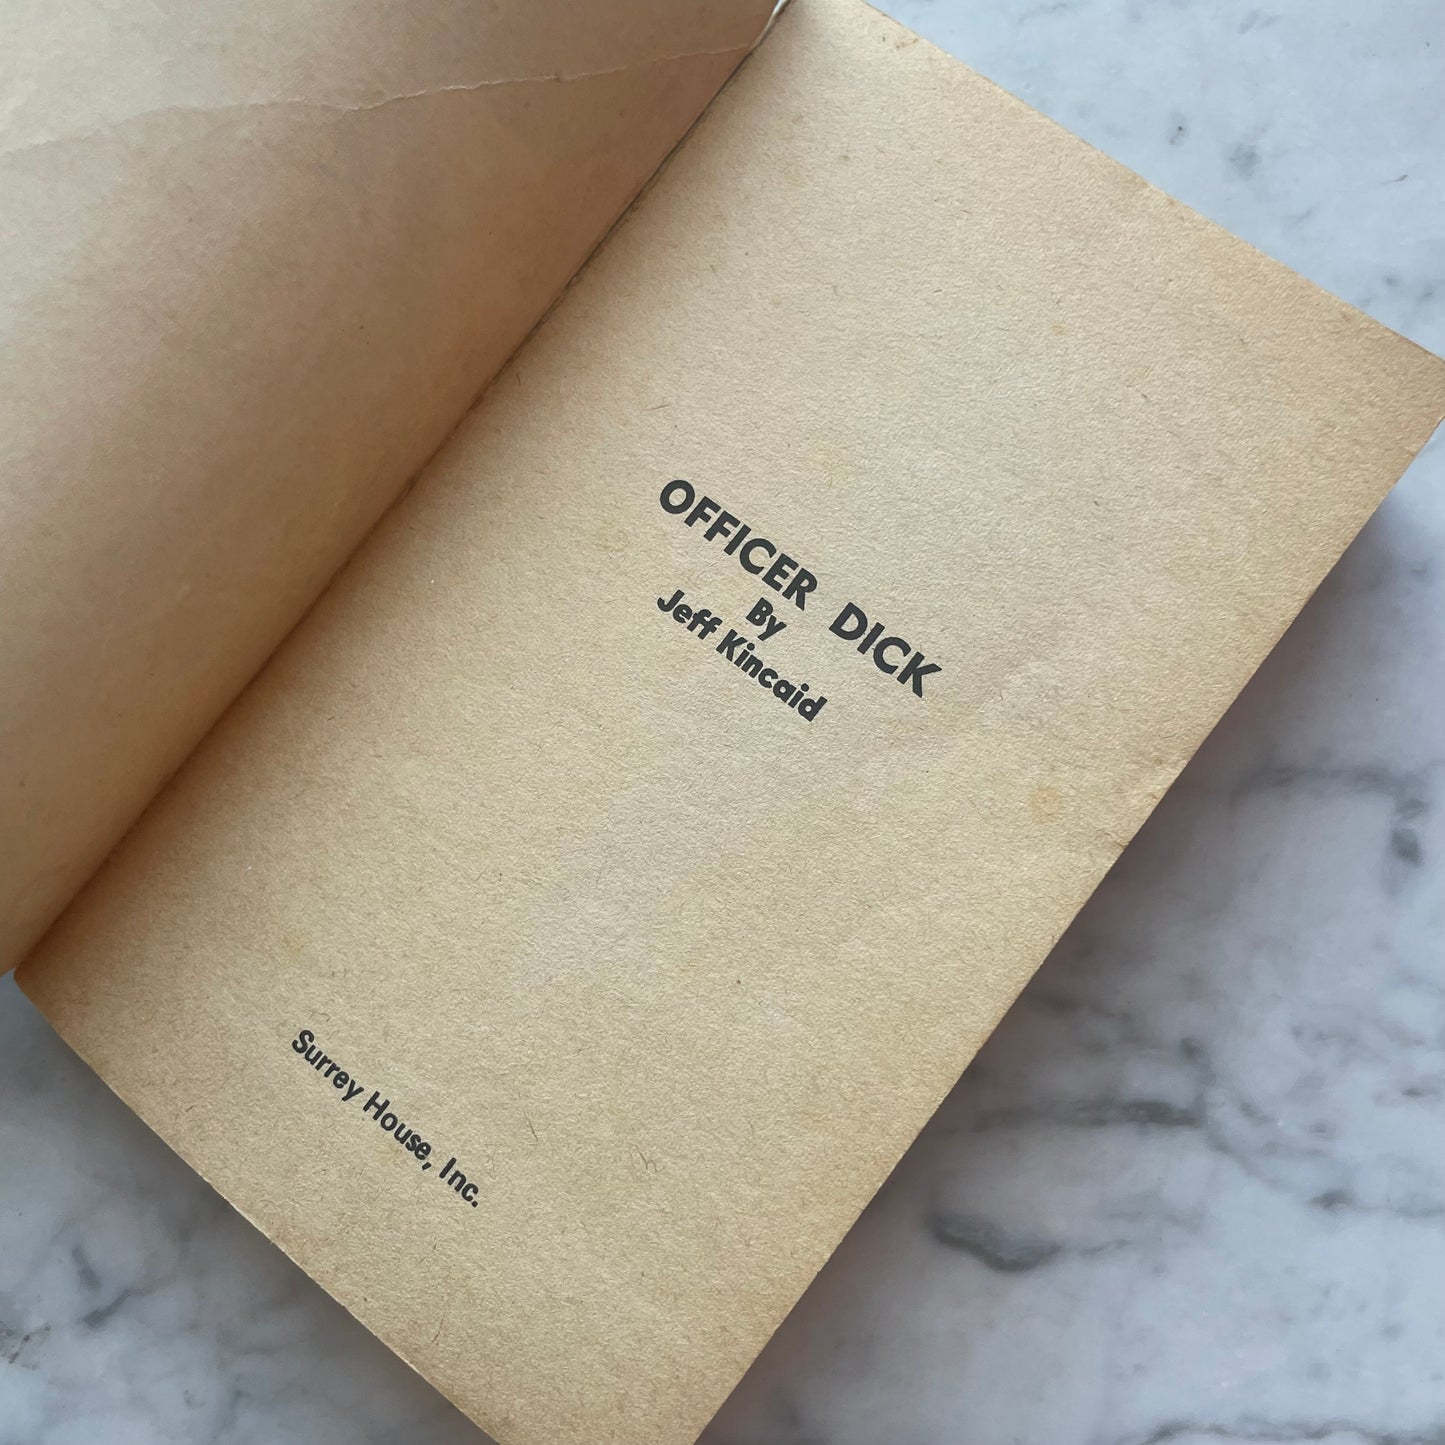 OFFICER DICK
By
Jeff Kincaid
Surrey House, Inc.